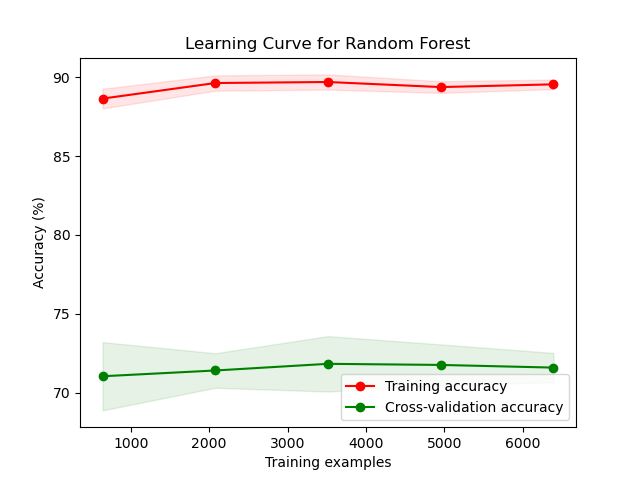 Learning Curve for Random Forest
90
85
80
75
70
Accuracy (%)
Training accuracy
Cross-validation accuracy
1000 2000 3000 4000 5000 6000
Training examples